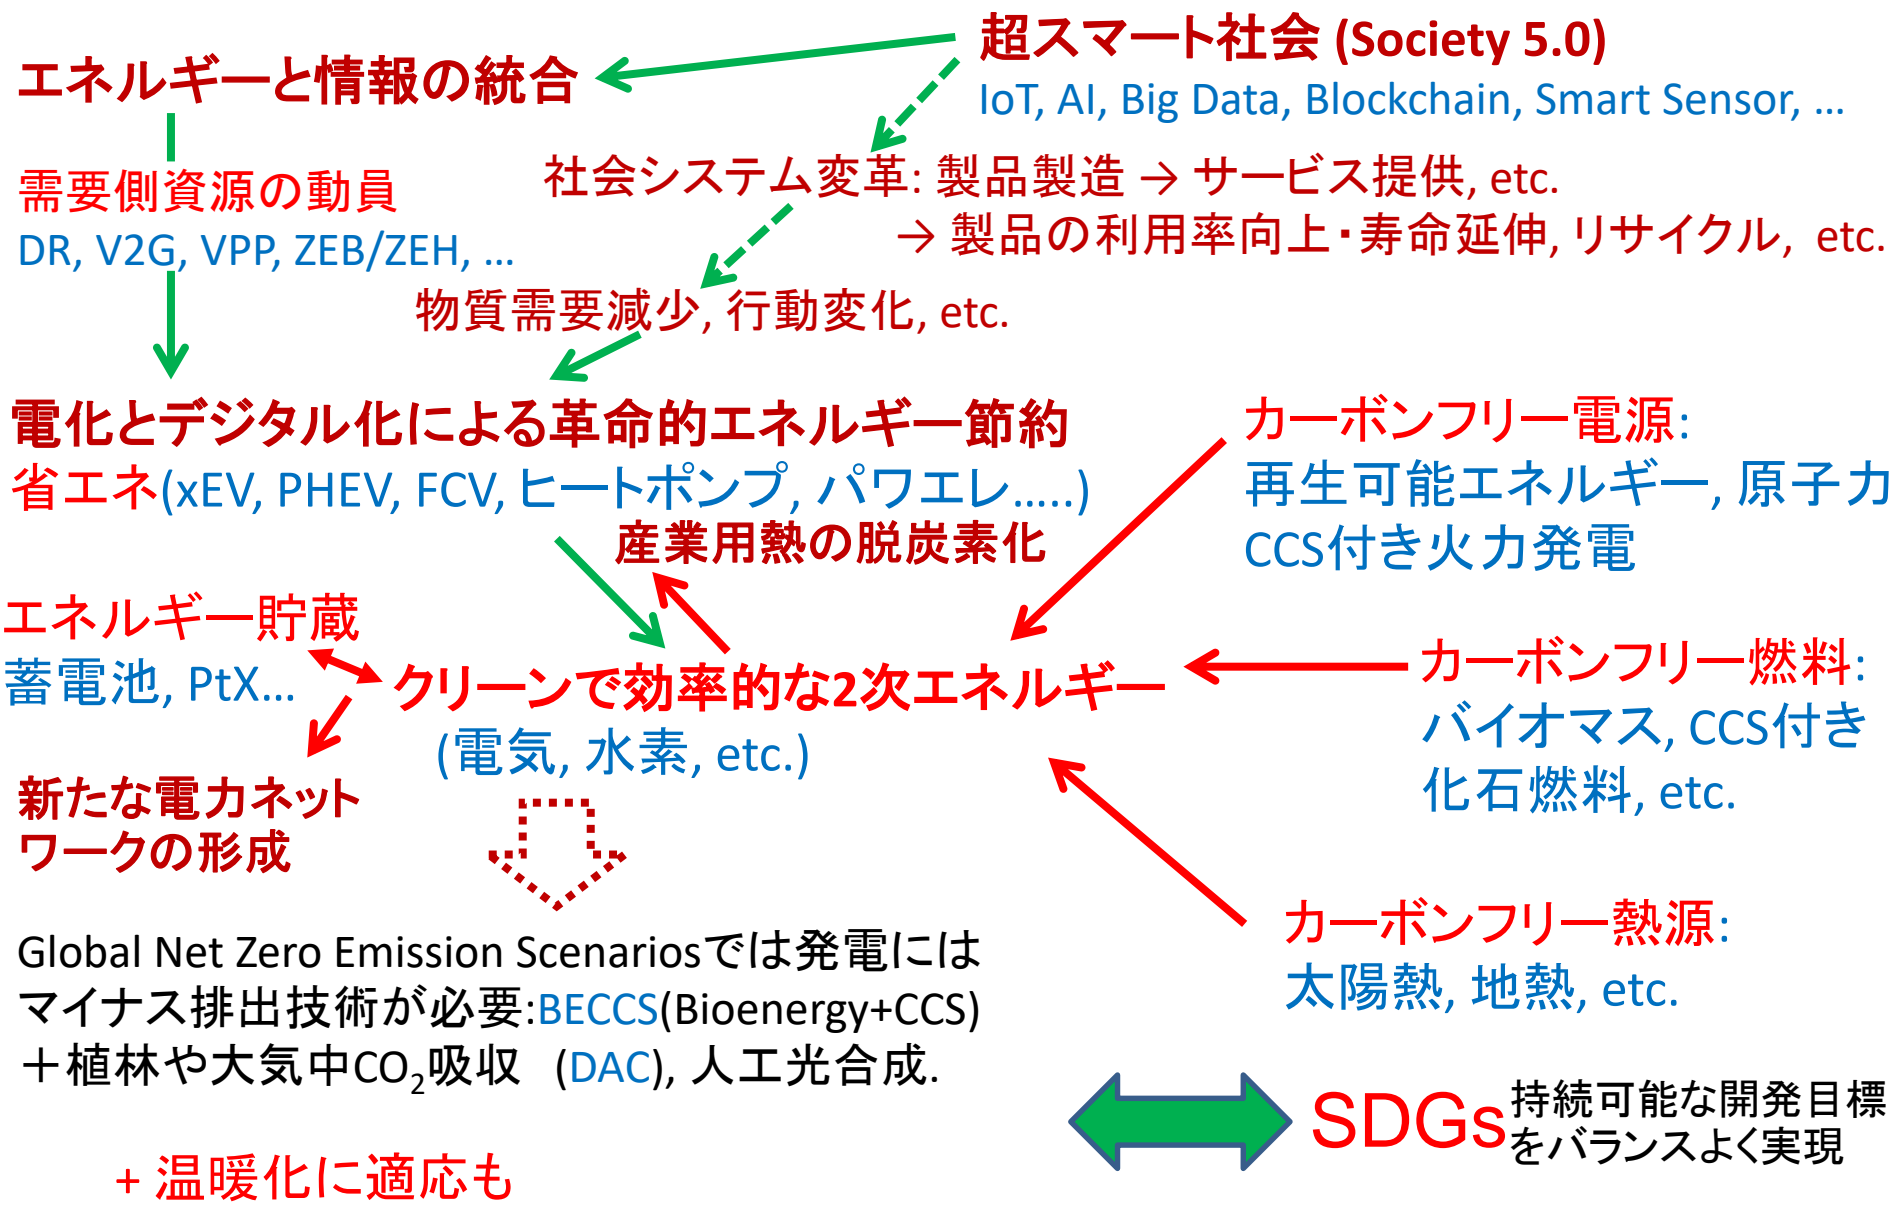 超スマート社会 (Society 5.0)
IoT, AI, Big Data, Blockchain, Smart Sensor, ...
エネルギーと情報の統合
需要側資源の動員
DR, V2G, VPP, ZEB/ZEH, ...
社会システム変革: 製品製造 → サービス提供, etc.
→ 製品の利用率向上・寿命延伸, リサイクル, etc.
物質需要減少, 行動変化, etc.
電化とデジタル化による革命的エネルギー節約
省エネ(xEV, PHEV, FCV, ヒートポンプ, パワエレ.....)
産業用熱の脱炭素化
カーボンフリー電源:
再生可能エネルギー, 原子力
CCS付き火力発電
エネルギー貯蔵
蓄電池, PtX...
クリーンで効率的な2次エネルギー
(電気, 水素, etc.)
カーボンフリー燃料:
バイオマス, CCS付き
化石燃料, etc.
新たな電力ネット
ワークの形成
カーボンフリー熱源:
太陽熱, 地熱, etc.
Global Net Zero Emission Scenariosでは発電には
マイナス排出技術が必要:BECCS(Bioenergy+CCS)
＋植林や大気中CO₂吸収 (DAC), 人工光合成.
+ 温暖化に適応も
SDGs 持続可能な開発目標
をバランスよく実現